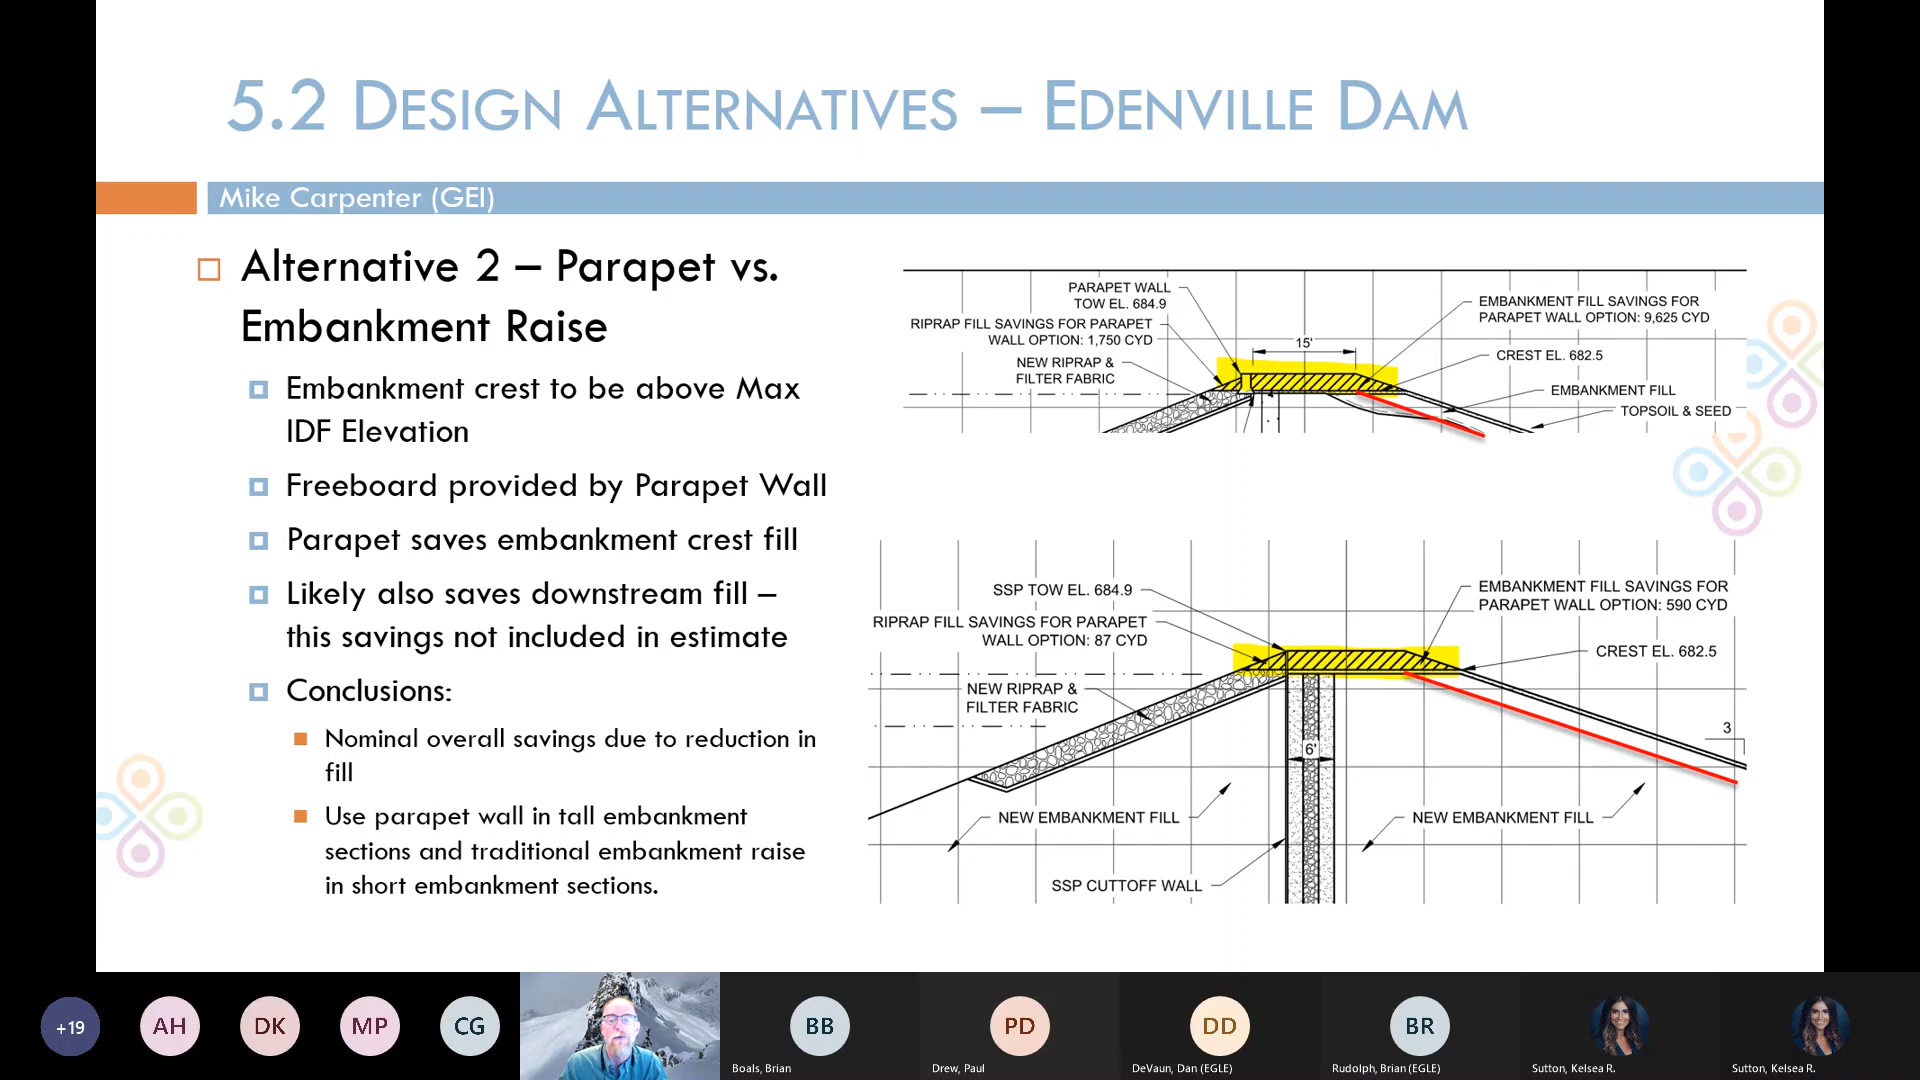 5.2 DESIGN ALTERNATIVES – EDENVILLE DAM
Mike Carpenter (GEI)
Alternative 2 – Parapet vs.
Embankment Raise
Embankment crest to be above Max
IDF Elevation
Freeboard provided by Parapet Wall
Parapet saves embankment crest fill
Likely also saves downstream fill –
this savings not included in estimate
Conclusions:
Nominal overall savings due to reduction in
fill
Use parapet wall in tall embankment
sections and traditional embankment raise
in short embankment sections.
PARAPET WALL
TOW EL. 684.9
RIPRAP FILL SAVINGS FOR PARAPET
WALL OPTION: 1,750 CYD
NEW RIPRAP &
FILTER FABRIC
15'
EMBANKMENT FILL SAVINGS FOR
PARAPET WALL OPTION: 9,625 CYD
CREST EL. 682.5
EMBANKMENT FILL
TOPSOIL & SEED
SSP TOW EL. 684.9
RIPRAP FILL SAVINGS FOR PARAPET
WALL OPTION: 87 CYD
NEW RIPRAP &
FILTER FABRIC
EMBANKMENT FILL SAVINGS FOR
PARAPET WALL OPTION: 590 CYD
CREST EL. 682.5
3
6'
NEW EMBANKMENT FILL
NEW EMBANKMENT FILL
SSP CUTTOFF WALL
+19
AH
DK
MP
CG
BB
Boals, Brian
PD
Drew, Paul
DD
DeVaun, Dan (EGLE)
BR
Rudolph, Brian (EGLE)
Sutton, Kelsea R.
Sutton, Kelsea R.